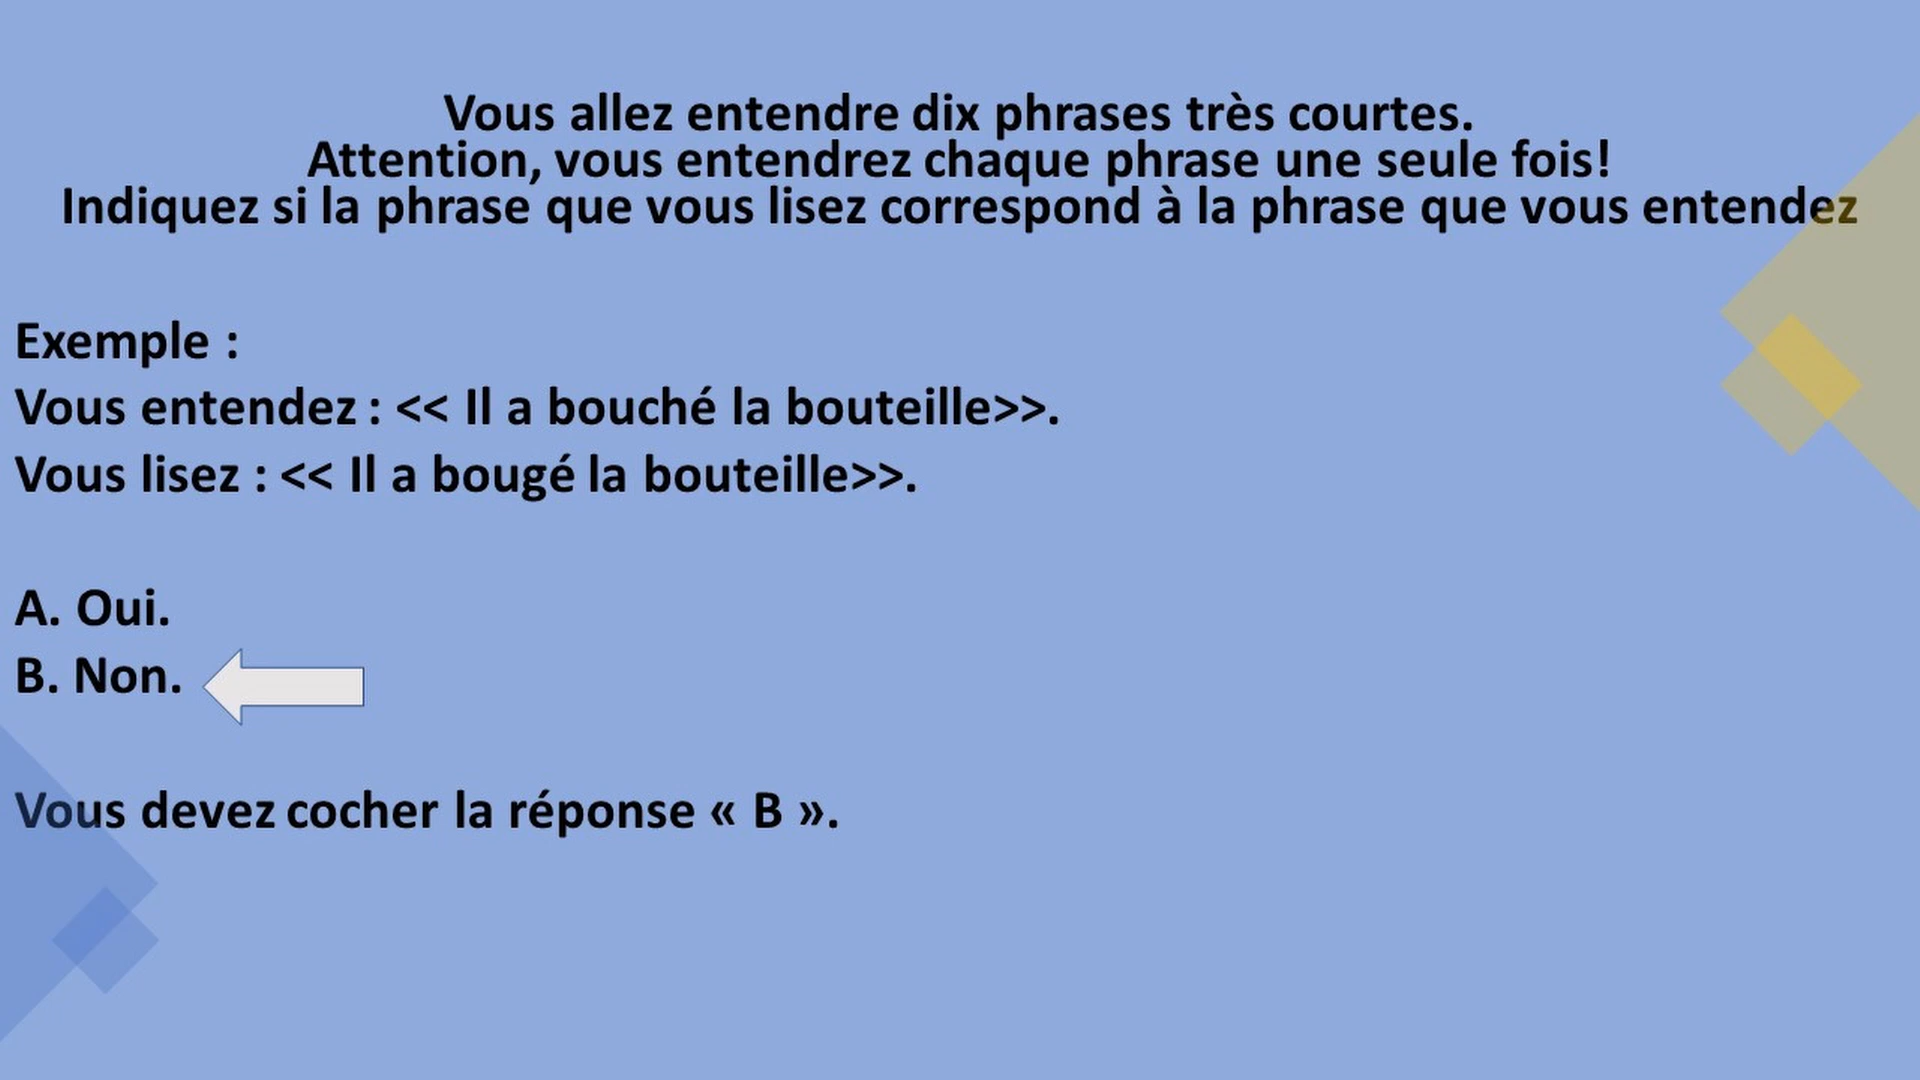 Vous allez entendre dix phrases très courtes.
Attention, vous entendrez chaque phrase une seule fois!
Indiquez si la phrase que vous lisez correspond à la phrase que vous entendez
Exemple :
Vous entendez : << Il a bouché la bouteille>>.
Vous lisez : << Il a bougé la bouteille>>.
A. Oui.
B. Non.
Vous devez cocher la réponse « B ».